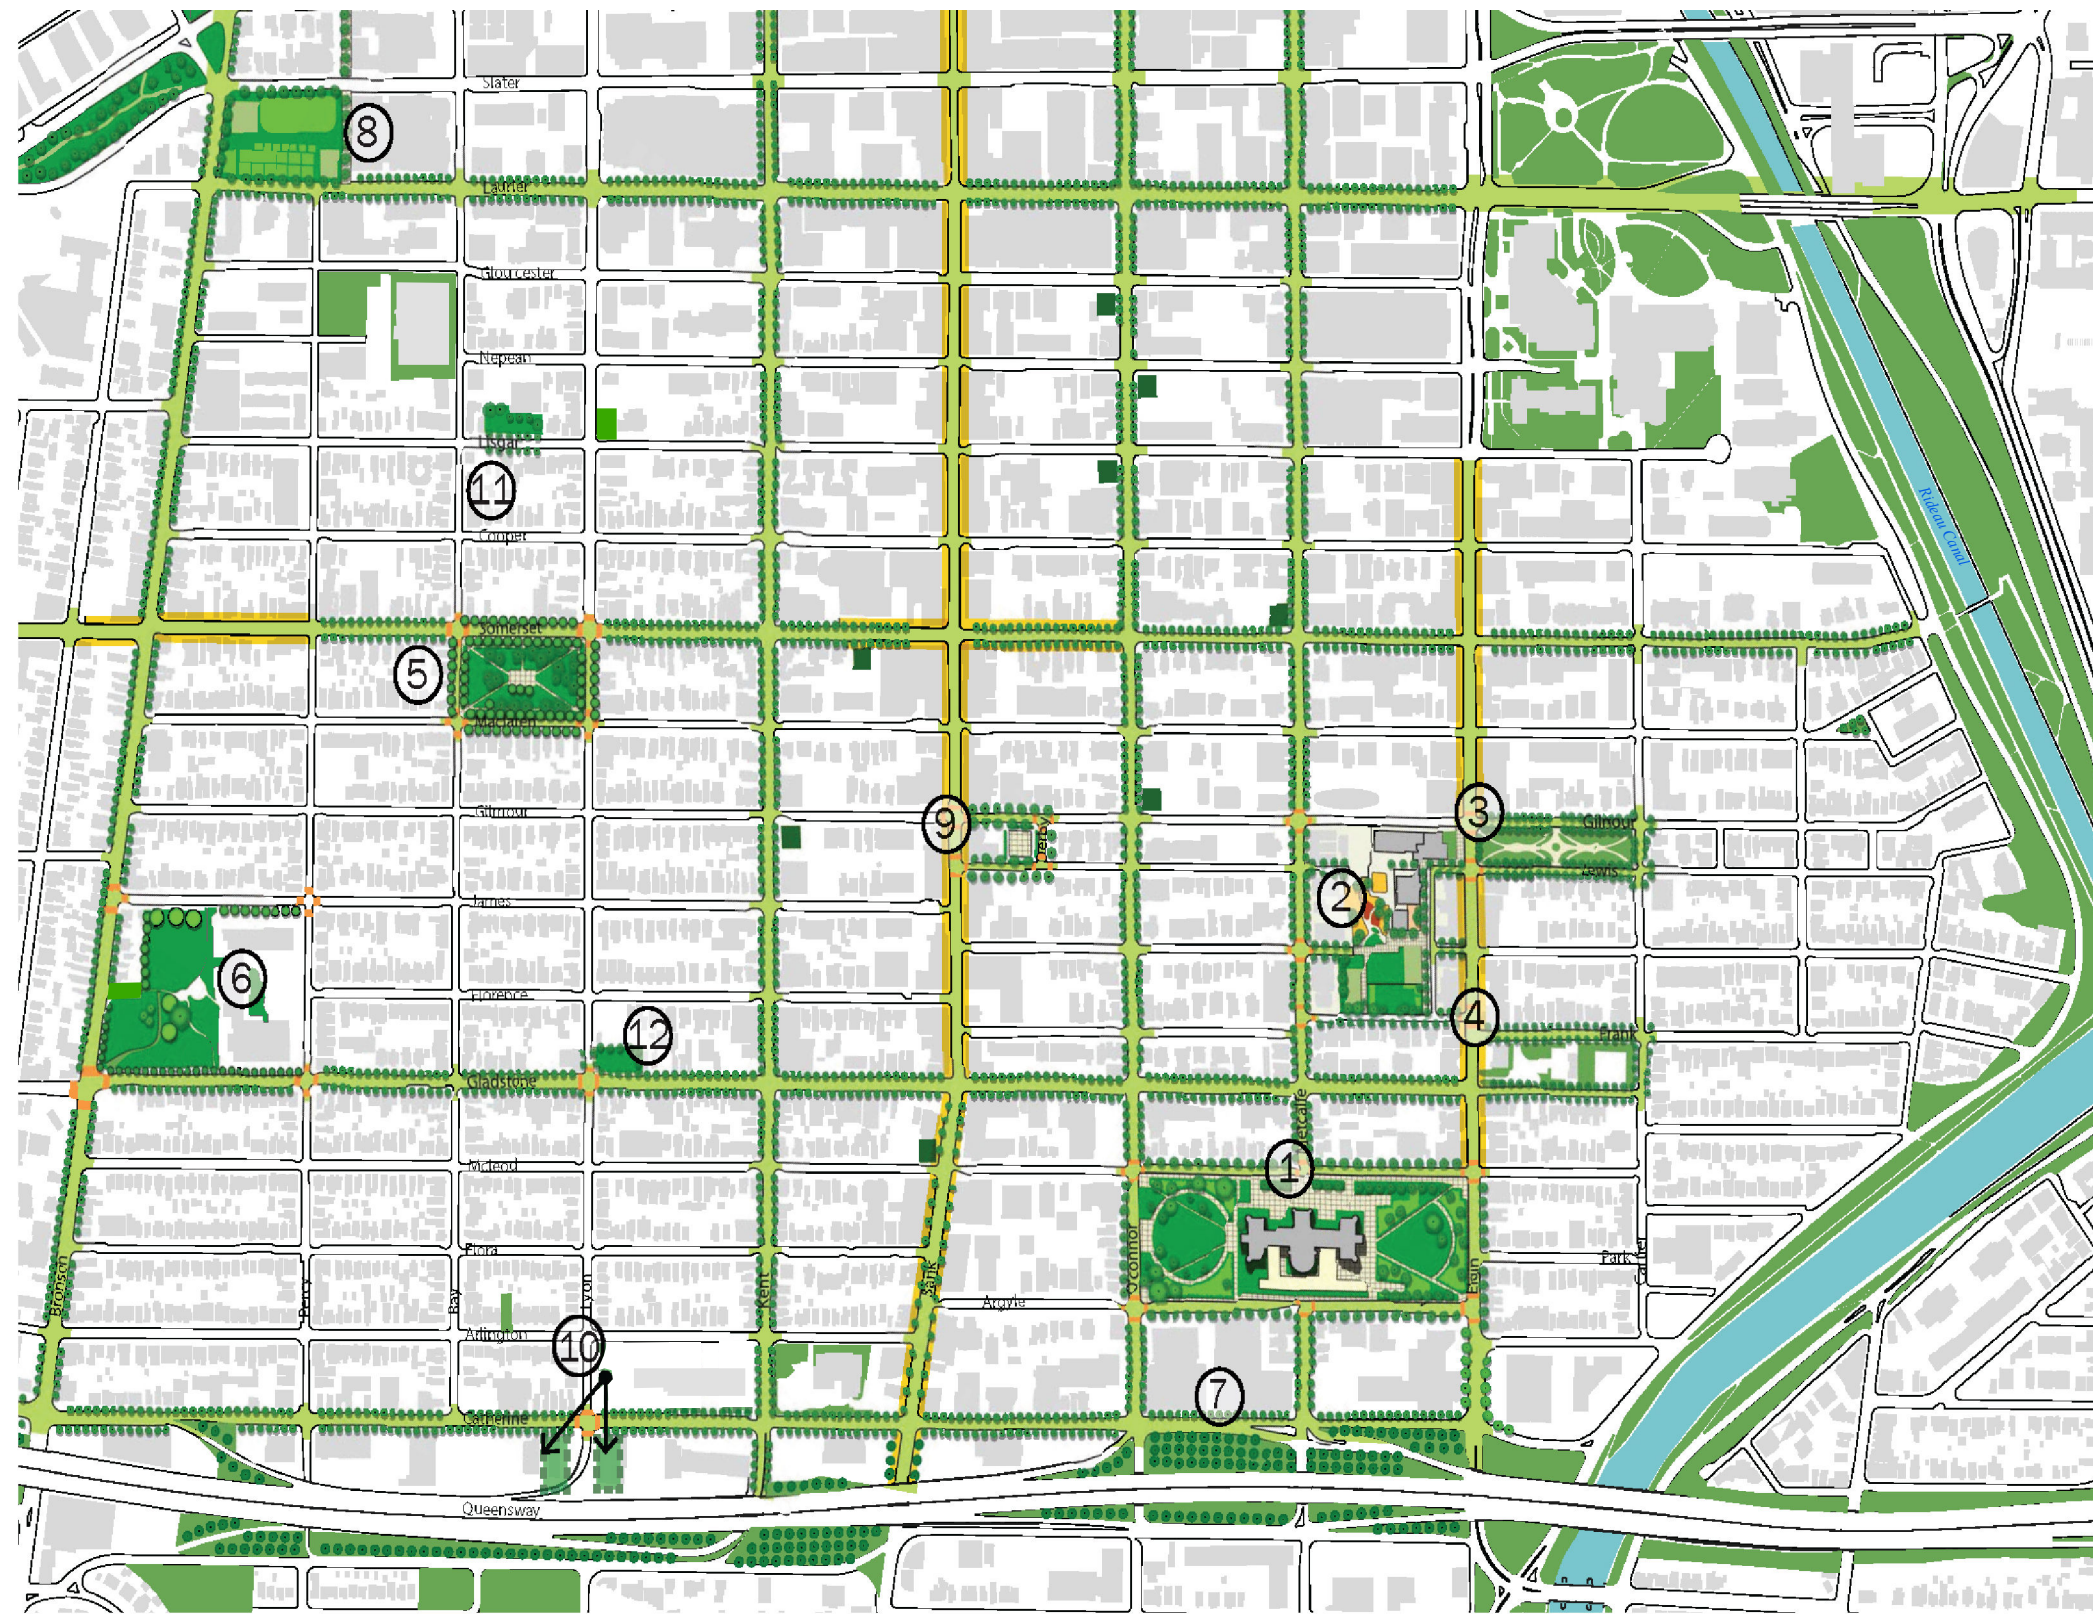 Slater
8
Laurier
Gloucester
Nepean
Lisgar
11
Cooper
Rideau Canal
Somerset
5
Maclaren
Gilmour
9
Derby
3
Gilmour
Lewis
2
James
6
Florence
12
4
Frank
Gladstone
Metcalfe
Mcleod
1
Flora
Park
Bronson
Percy
Bay
Lyon
Kent
Bank
O'connor
Elgin
Argyle
Arlington
10
7
Catherine
Queensway